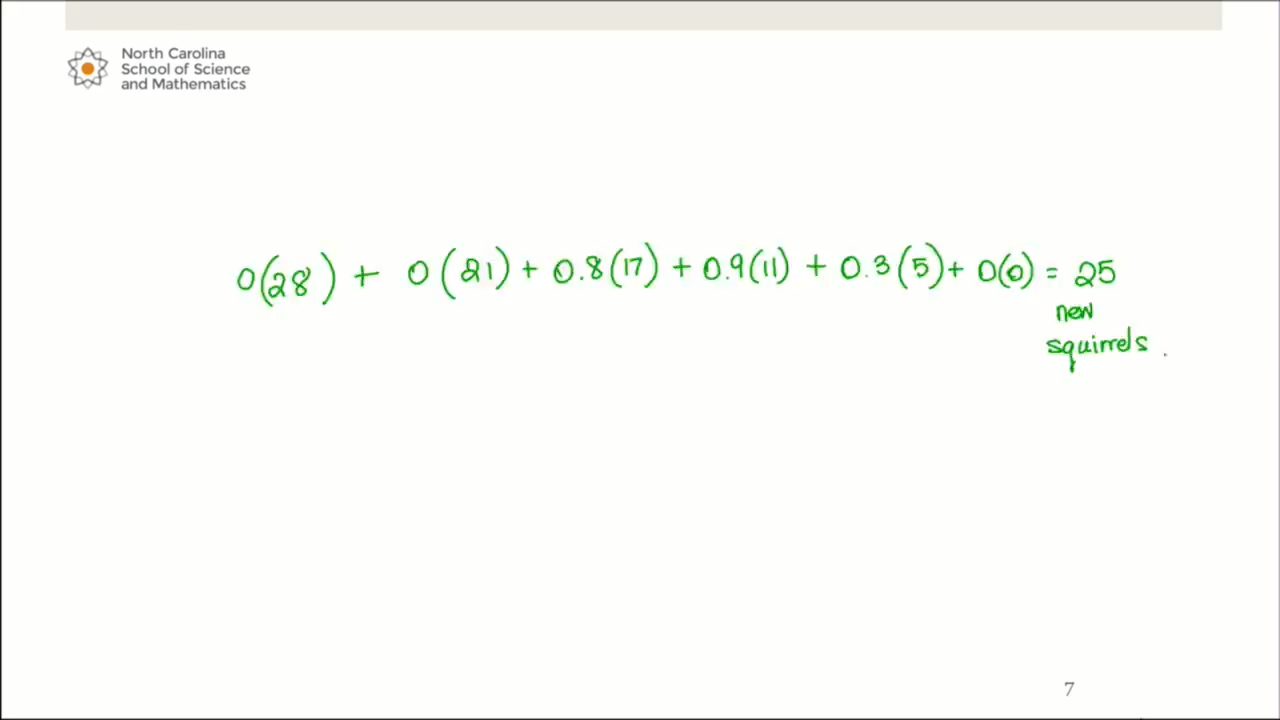 North Carolina
School of Science
and Mathematics
0(28) + 0(21) + 0.8(17) + 0.9(11) + 0.3(5) + 0(0) = 25
new
squirrels.
7